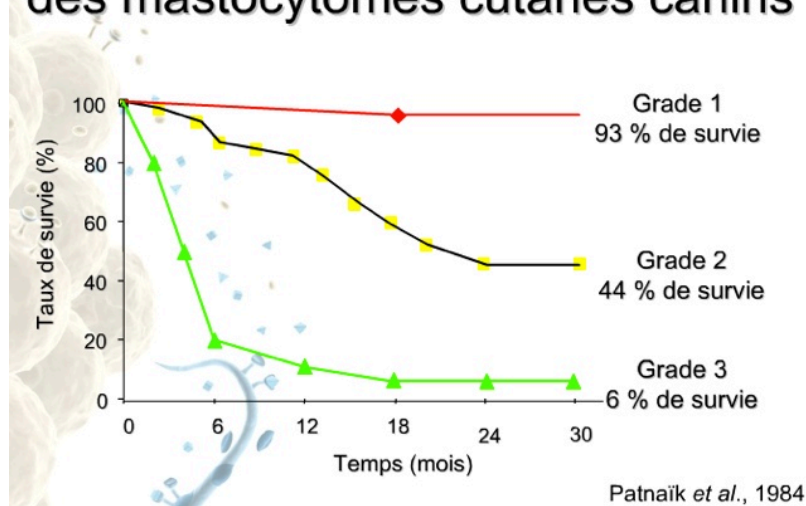 des mastocytomes cutanés canins
Taux de survie (%)
100
80
60
40
20
0
0
6
12
18
24
30
Temps (mois)
Grade 1
93 % de survie
Grade 2
44 % de survie
Grade 3
6 % de survie
Patnaïk et al., 1984